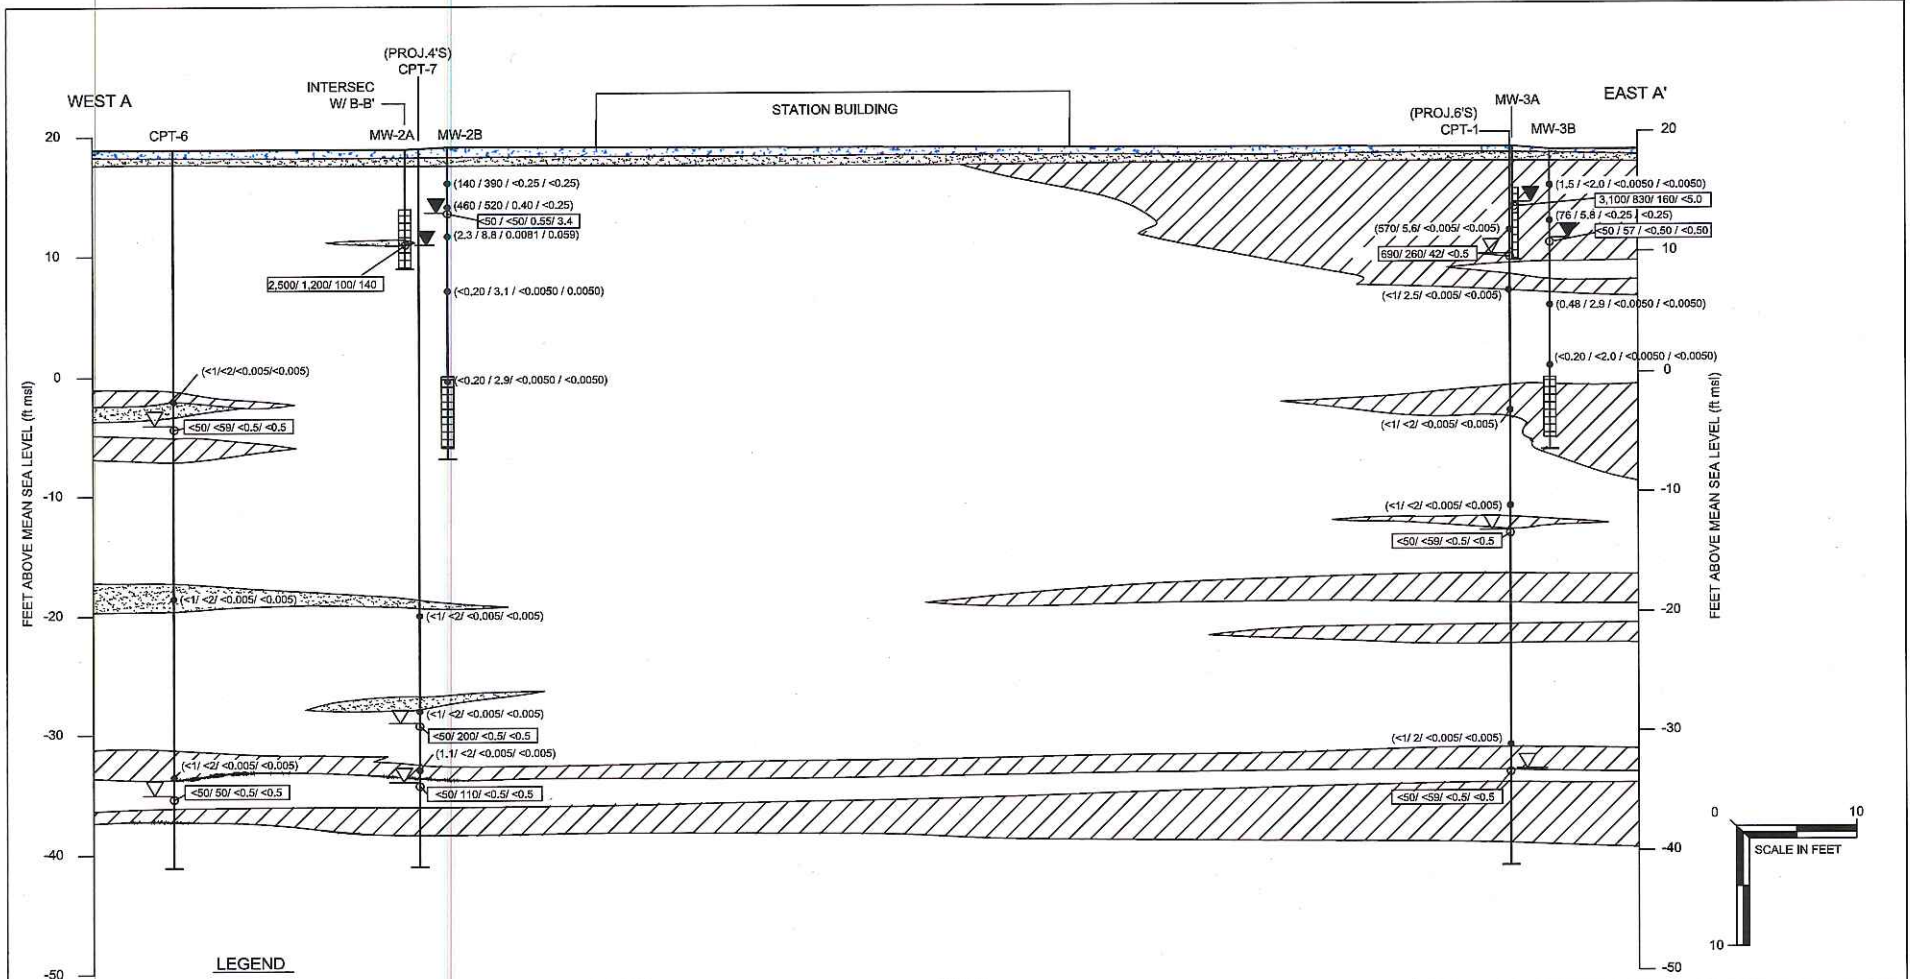 (PROJ.4'S)
CPT-7
INTERSEC
W/ B-B'
WEST A
STATION BUILDING
EAST A'
MW-3A
(PROJ.6'S)
CPT-1
MW-3B
CPT-6
MW-2A
MW-2B
20
20
(140 / 390 / <0.25 / <0.25)
(460 / 520 / 0.40 / <0.25)
<50 / <50/ 0.55/ 3.4
(2.3 / 8.8 / 0.0081 / 0.059)
(1.5 / <2.0 / <0.0050 / <0.0050)
3,100/ 830/ 160/ <5.0
(76 / 5.8 / <0.25 / <0.25)
<50 / 57 / <0.50 / <0.50
(570/ 5.6/ <0.005/ <0.005)
690/ 260/ 42/ <0.5
10
10
2,500/ 1,200/ 100/ 140
(<0.20 / 3.1 / <0.0050 / 0.0050)
(<1/ 2.5/ <0.005/ <0.005)
(0.48 / 2.9 / <0.0050 / <0.0050)
(<0.20 / <2.0 / <0.0050 / <0.0050)
0
0
(<1/<2/<0.005/<0.005)
(<0.20 / 2.9/ <0.0050 / <0.0050)
<50/ <59/ <0.5/ <0.5
(<1/ <2/ <0.005/ <0.005)
FEET ABOVE MEAN SEA LEVEL (ft msl)
FEET ABOVE MEAN SEA LEVEL (ft msl)
-10
-10
(<1/ <2/ <0.005/ <0.005)
<50/ <59/ <0.5/ <0.5
(<1/ <2/ <0.005/ <0.005)
-20
-20
(<1/ <2/ <0.005/ <0.005)
(<1/ <2/ <0.005/ <0.005)
<50/ 200/ <0.5/ <0.5
-30
-30
(<1/ 2/ <0.005/ <0.005)
(1.1/ <2/ <0.005/ <0.005)
(<1/ <2/ <0.005/ <0.005)
<50/ 50/ <0.5/ <0.5
<50/ 110/ <0.5/ <0.5
<50/ <59/ <0.5/ <0.5
0
10
SCALE IN FEET
10
-40
-40
-50
-50
LEGEND